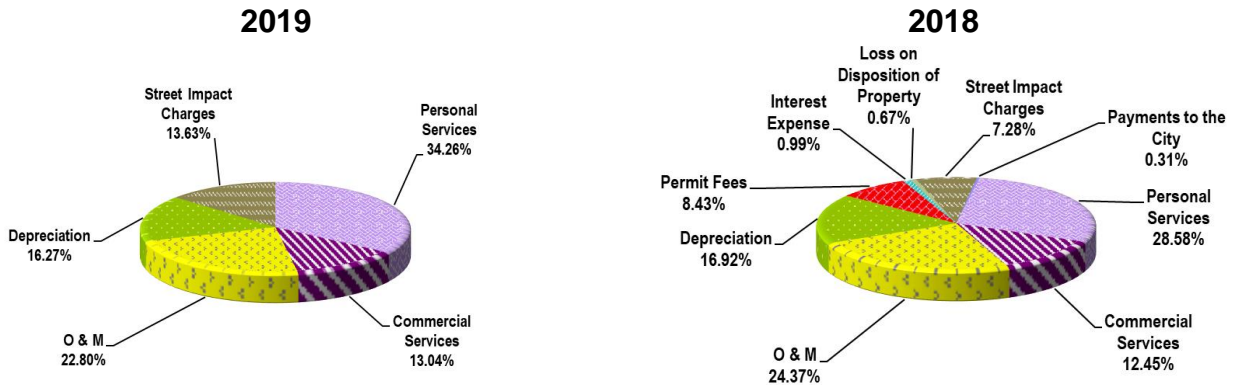 2019
Street Impact
Charges
13.63%
Personal
Services
34.26%
Depreciation
16.27%
O & M
22.80%
Commercial
Services
13.04%
2018
Loss on
Disposition of
Property
0.67%
Street Impact
Charges
7.28%
Interest
Expense
0.99%
Payments to the
City
0.31%
Permit Fees
8.43%
Personal
Services
28.58%
Depreciation
16.92%
Commercial
Services
12.45%
O & M
24.37%